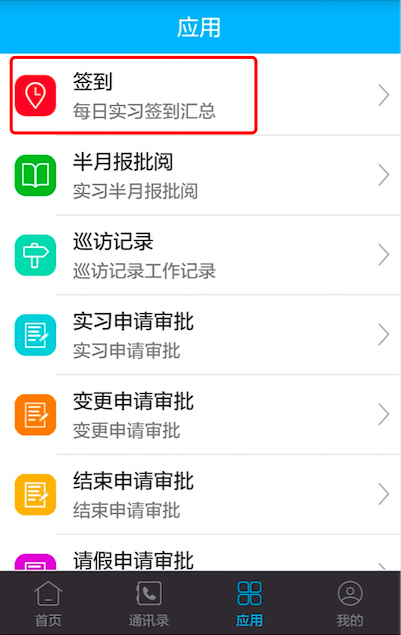 应用
签到
每日实习签到汇总
半月报批阅
实习半月报批阅
巡访记录
巡访记录工作记录
实习申请审批
实习申请审批
变更申请审批
变更申请审批
结束申请审批
结束申请审批
请假申请审批
首页
通讯录
应用
我的